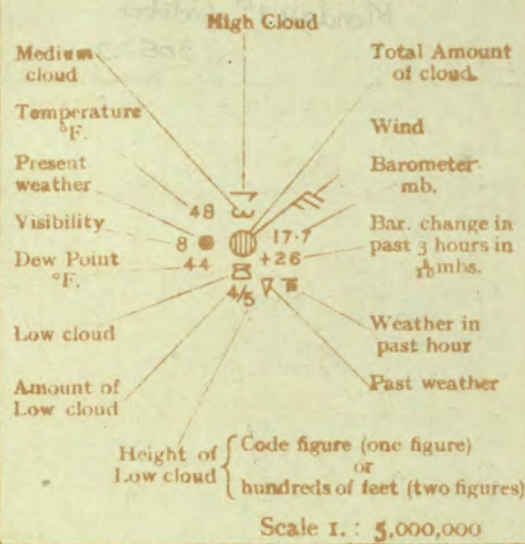 High Cloud
Medium
cloud
Temperature
°F.
Present
weather
Visibility
Dew Point
°F.
Low cloud
Amount of
Low cloud
48
8
44
17·7
+26
4/5
Total Amount
of cloud.
Wind
Barometer
mb.
Bar. change in
past 3 hours in
1/10 mbs.
Weather in
past hour
Past weather
Height of
Low cloud
Code figure (one figure)
or
hundreds of feet (two figures)
Scale 1. : 5,000,000